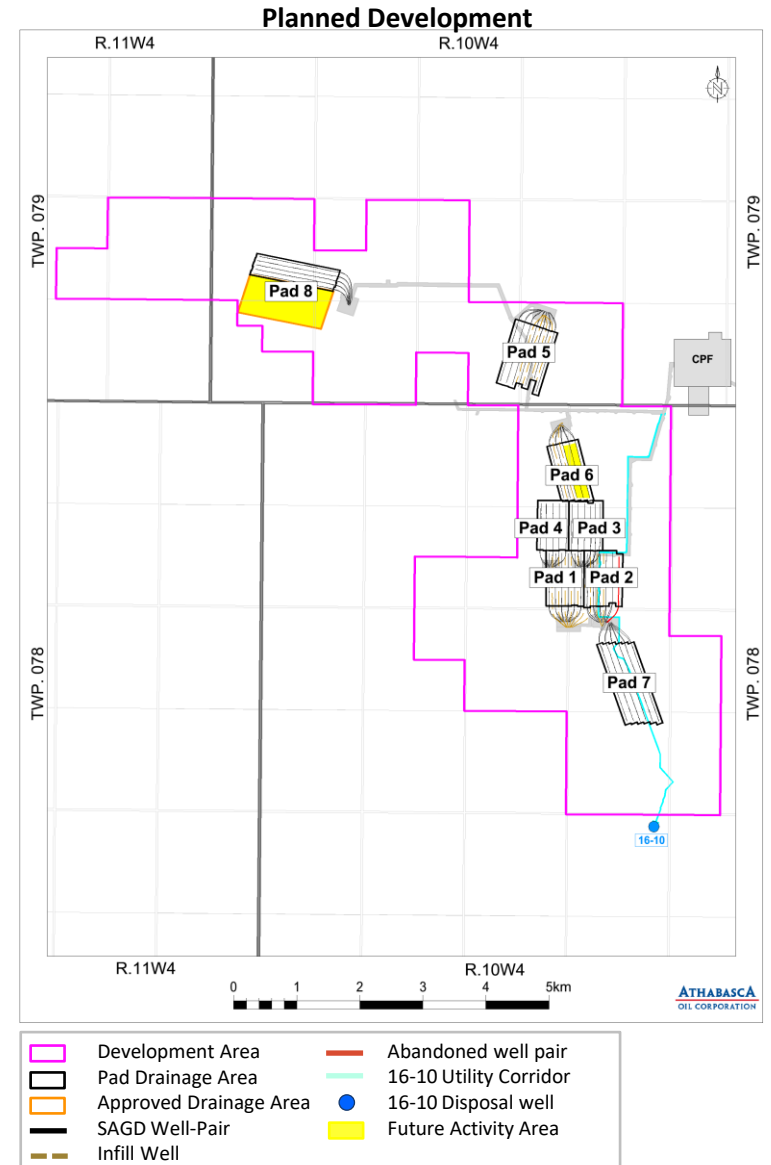 Planned Development
R.11W4 R.10W4
TWP. 079 TWP. 079
N
Pad 8
Pad 5
CPF
Pad 6
Pad 4 Pad 3
Pad 1 Pad 2
TWP. 078 TWP. 078
Pad 7
16-10
R.11W4 R.10W4
0 1 2 3 4 5km
ATHABASCA
OIL CORPORATION
Development Area Abandoned well pair
Pad Drainage Area 16-10 Utility Corridor
Approved Drainage Area 16-10 Disposal well
SAGD Well-Pair Future Activity Area
Infill Well